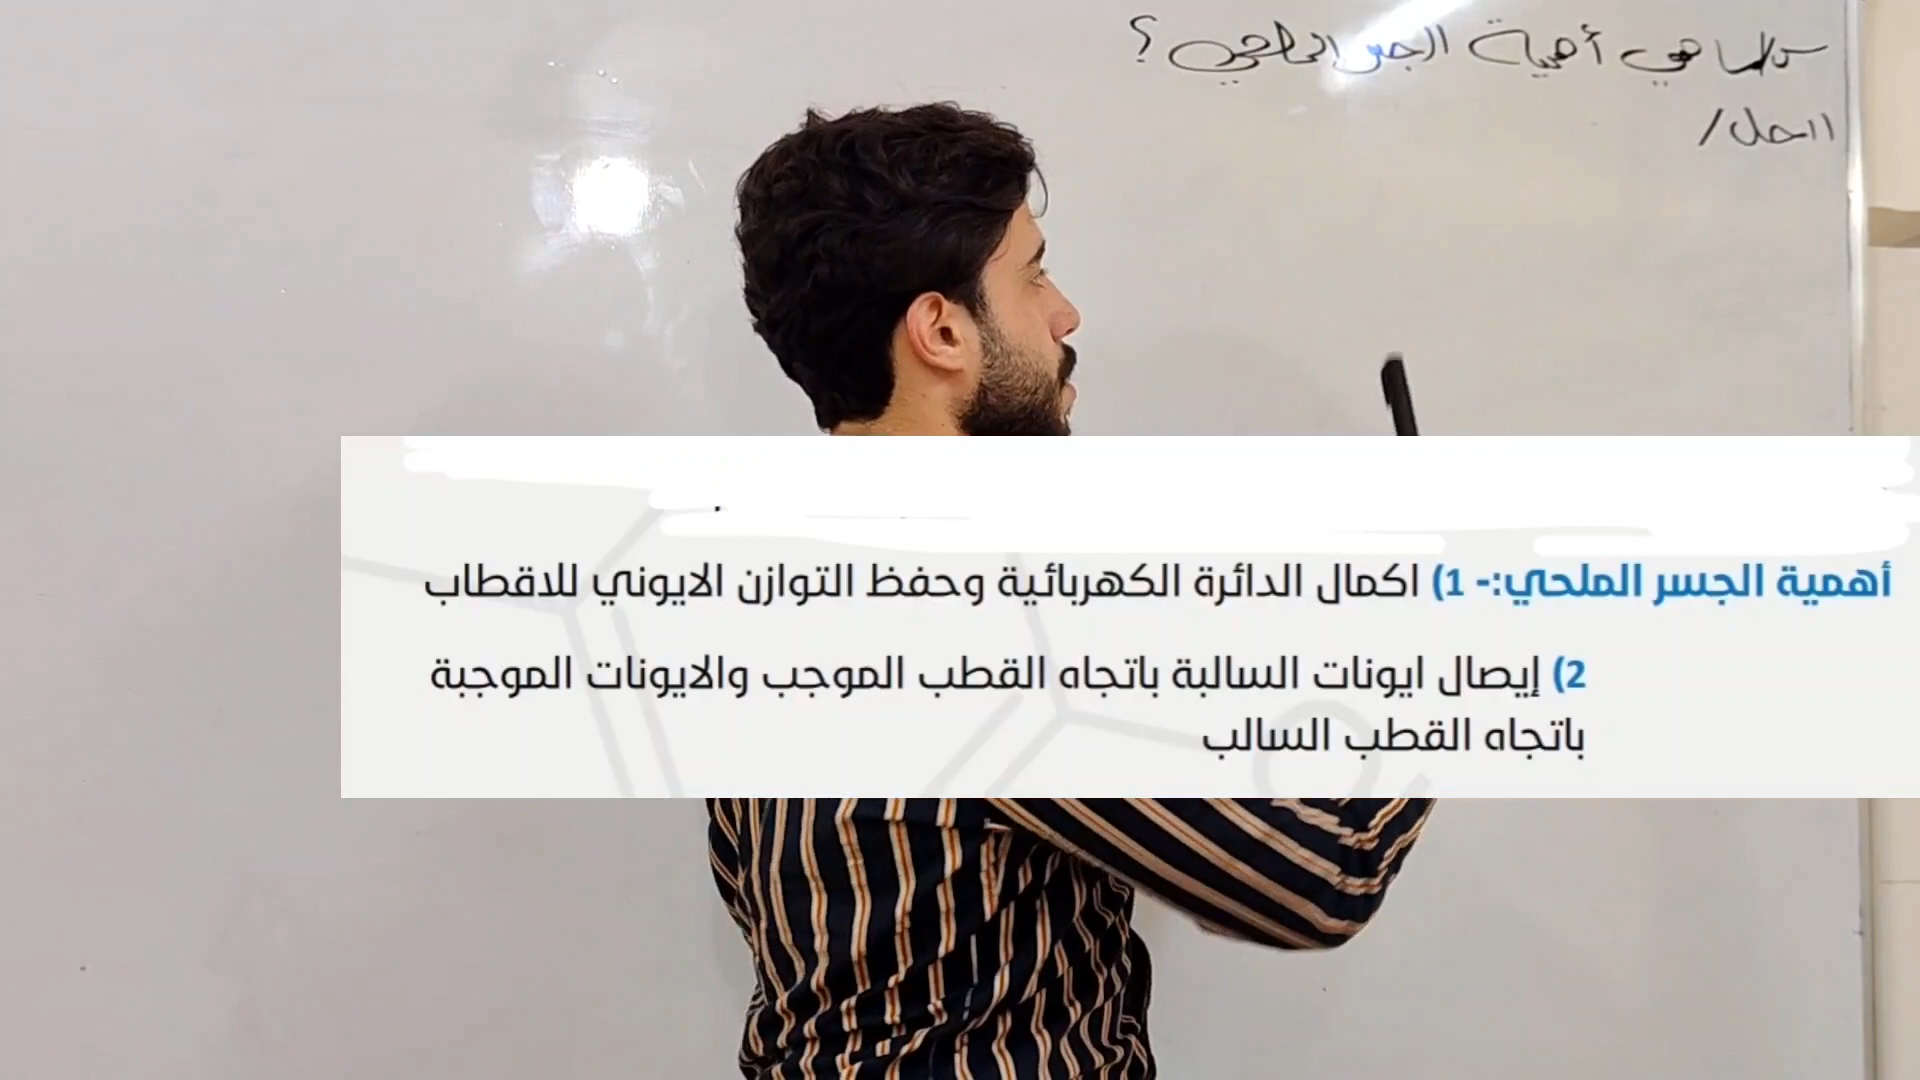 س/ ما هي أهمية الجسر الملحي؟
الحل/
أهمية الجسر الملحي:- 1) اكمال الدائرة الكهربائية وحفظ التوازن الايوني للاقطاب
2) إيصال ايونات السالبة باتجاه القطب الموجب والايونات الموجبة
باتجاه القطب السالب